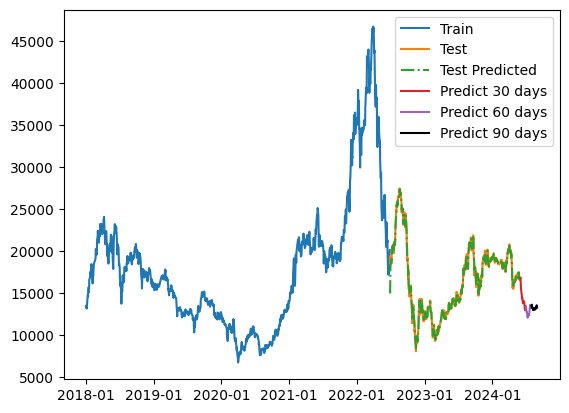 Train
Test
Test Predicted
Predict 30 days
Predict 60 days
Predict 90 days
45000
40000
35000
30000
25000
20000
15000
10000
5000
2018-01 2019-01 2020-01 2021-01 2022-01 2023-01 2024-01